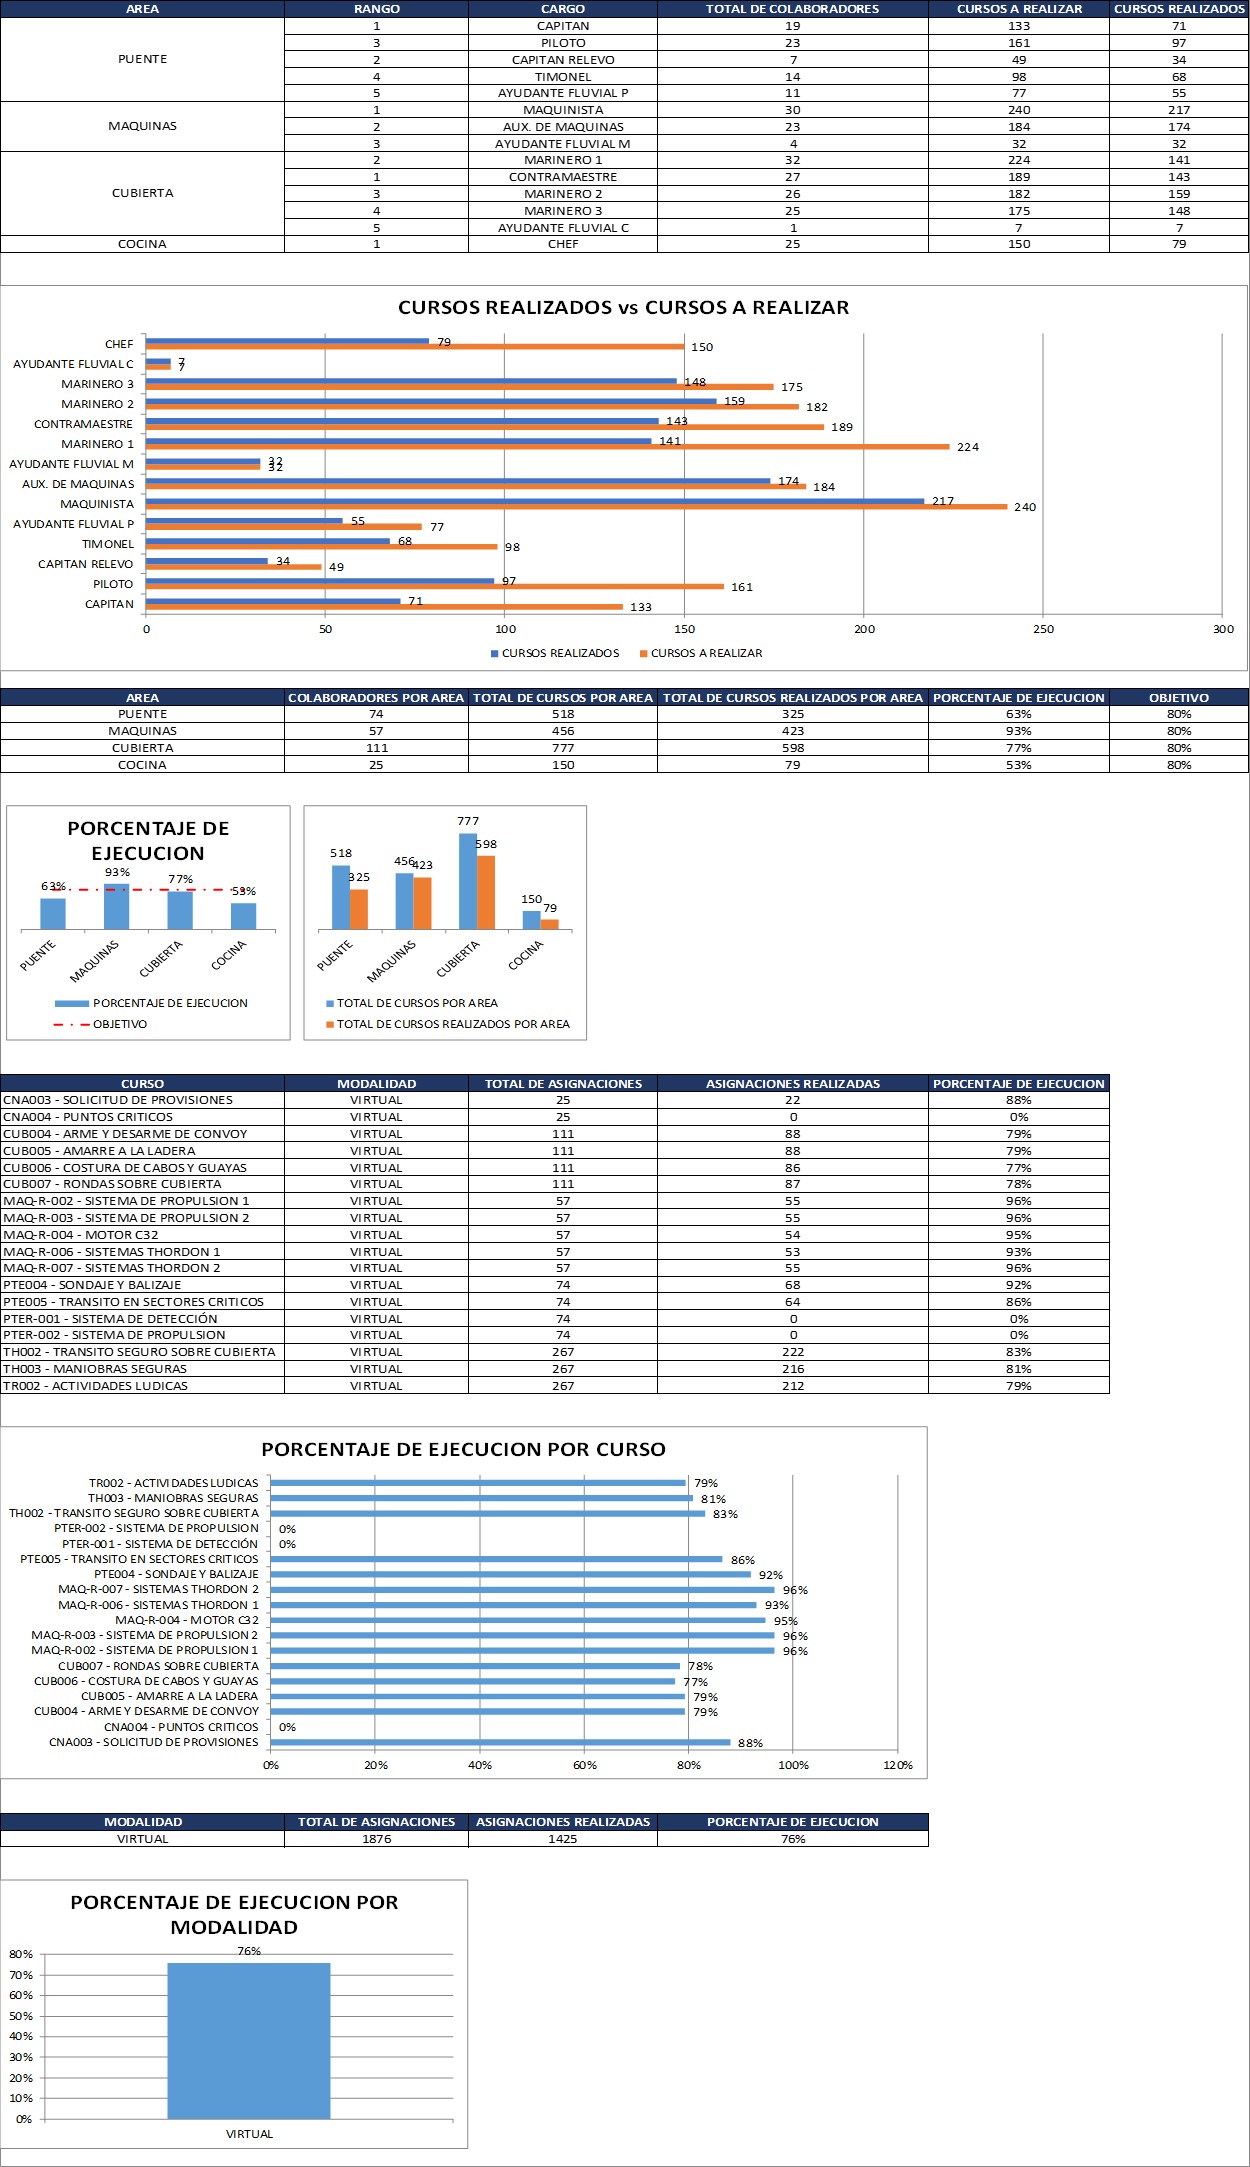 AREA RANGO CARGO TOTAL DE COLABORADORES CURSOS A REALIZAR CURSOS REALIZADOS
PUENTE 1 CAPITAN 19 133 71
3 PILOTO 23 161 97
2 CAPITAN RELEVO 7 49 34
4 TIMONEL 14 98 68
5 AYUDANTE FLUVIAL P 11 77 55
MAQUINAS 1 MAQUINISTA 30 240 217
2 AUX. DE MAQUINAS 23 184 174
3 AYUDANTE FLUVIAL M 4 32 32
CUBIERTA 2 MARINERO 1 32 224 141
1 CONTRAMAESTRE 27 189 143
3 MARINERO 2 26 182 159
4 MARINERO 3 25 175 148
5 AYUDANTE FLUVIAL C 1 7 7
COCINA 1 CHEF 25 150 79
CURSOS REALIZADOS vs CURSOS A REALIZAR
CHEF 79 150
AYUDANTE FLUVIAL C 7 7
MARINERO 3 148 175
MARINERO 2 159 182
CONTRAMAESTRE 143 189
MARINERO 1 141 224
AYUDANTE FLUVIAL M 32 32
AUX. DE MAQUINAS 174 184
MAQUINISTA 217 240
AYUDANTE FLUVIAL P 55 77
TIMONEL 68 98
CAPITAN RELEVO 34 49
PILOTO 97 161
CAPITAN 71 133
0 50 100 150 200 250 300
CURSOS REALIZADOS CURSOS A REALIZAR
AREA COLABORADORES POR AREA TOTAL DE CURSOS POR AREA TOTAL DE CURSOS REALIZADOS POR AREA PORCENTAJE DE EJECUCION OBJETIVO
PUENTE 74 518 325 63% 80%
MAQUINAS 57 456 423 93% 80%
CUBIERTA 111 777 598 77% 80%
COCINA 25 150 79 53% 80%
PORCENTAJE DE
EJECUCION
63% 93% 77% 53%
PUENTE MAQUINAS CUBIERTA COCINA
PORCENTAJE DE EJECUCION
OBJETIVO
518 325 456 423 777 598 150 79
PUENTE MAQUINAS CUBIERTA COCINA
TOTAL DE CURSOS POR AREA
TOTAL DE CURSOS REALIZADOS POR AREA
CURSO MODALIDAD TOTAL DE ASIGNACIONES ASIGNACIONES REALIZADAS PORCENTAJE DE EJECUCION
CNA003 - SOLICITUD DE PROVISIONES VIRTUAL 25 22 88%
CNA004 - PUNTOS CRITICOS VIRTUAL 25 0 0%
CUB004 - ARME Y DESARME DE CONVOY VIRTUAL 111 88 79%
CUB005 - AMARRE A LA LADERA VIRTUAL 111 88 79%
CUB006 - COSTURA DE CABOS Y GUAYAS VIRTUAL 111 86 77%
CUB007 - RONDAS SOBRE CUBIERTA VIRTUAL 111 87 78%
MAQ-R-002 - SISTEMA DE PROPULSION 1 VIRTUAL 57 55 96%
MAQ-R-003 - SISTEMA DE PROPULSION 2 VIRTUAL 57 55 96%
MAQ-R-004 - MOTOR C32 VIRTUAL 57 54 95%
MAQ-R-006 - SISTEMAS THORDON 1 VIRTUAL 57 53 93%
MAQ-R-007 - SISTEMAS THORDON 2 VIRTUAL 57 55 96%
PTE004 - SONDAJE Y BALIZAJE VIRTUAL 74 68 92%
PTE005 - TRANSITO EN SECTORES CRITICOS VIRTUAL 74 64 86%
PTER-001 - SISTEMA DE DETECCIÓN VIRTUAL 74 0 0%
PTER-002 - SISTEMA DE PROPULSION VIRTUAL 74 0 0%
TH002 - TRANSITO SEGURO SOBRE CUBIERTA VIRTUAL 267 222 83%
TH003 - MANIOBRAS SEGURAS VIRTUAL 267 216 81%
TR002 - ACTIVIDADES LUDICAS VIRTUAL 267 212 79%
PORCENTAJE DE EJECUCION POR CURSO
TR002 - ACTIVIDADES LUDICAS 79%
TH003 - MANIOBRAS SEGURAS 81%
TH002 - TRANSITO SEGURO SOBRE CUBIERTA 83%
PTER-002 - SISTEMA DE PROPULSION 0%
PTER-001 - SISTEMA DE DETECCIÓN 0%
PTE005 - TRANSITO EN SECTORES CRITICOS 86%
PTE004 - SONDAJE Y BALIZAJE 92%
MAQ-R-007 - SISTEMAS THORDON 2 96%
MAQ-R-006 - SISTEMAS THORDON 1 93%
MAQ-R-004 - MOTOR C32 95%
MAQ-R-003 - SISTEMA DE PROPULSION 2 96%
MAQ-R-002 - SISTEMA DE PROPULSION 1 96%
CUB007 - RONDAS SOBRE CUBIERTA 78%
CUB006 - COSTURA DE CABOS Y GUAYAS 77%
CUB005 - AMARRE A LA LADERA 79%
CUB004 - ARME Y DESARME DE CONVOY 79%
CNA004 - PUNTOS CRITICOS 0%
CNA003 - SOLICITUD DE PROVISIONES 88%
0% 20% 40% 60% 80% 100% 120%
MODALIDAD TOTAL DE ASIGNACIONES ASIGNACIONES REALIZADAS PORCENTAJE DE EJECUCION
VIRTUAL 1876 1425 76%
PORCENTAJE DE EJECUCION POR
MODALIDAD
76%
80%
70%
60%
50%
40%
30%
20%
10%
0%
VIRTUAL